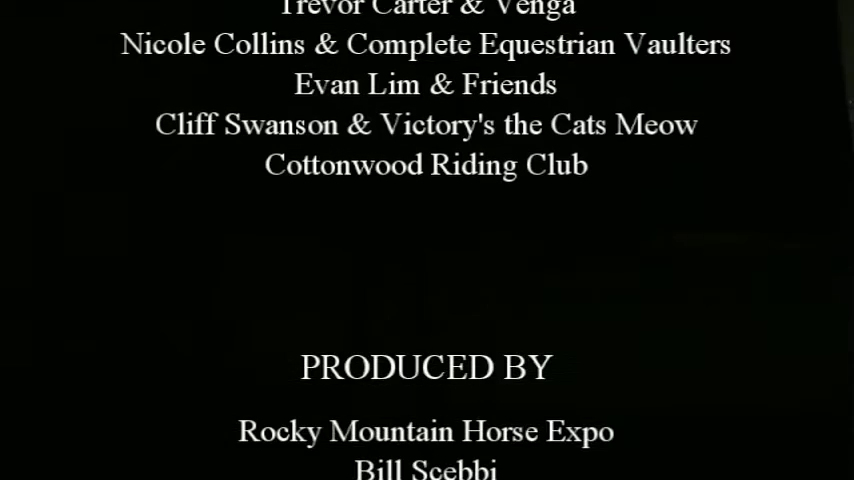 Trevor Carter & Venga
Nicole Collins & Complete Equestrian Vaulters
Evan Lim & Friends
Cliff Swanson & Victory's the Cats Meow
Cottonwood Riding Club
PRODUCED BY
Rocky Mountain Horse Expo
Bill Scebbi